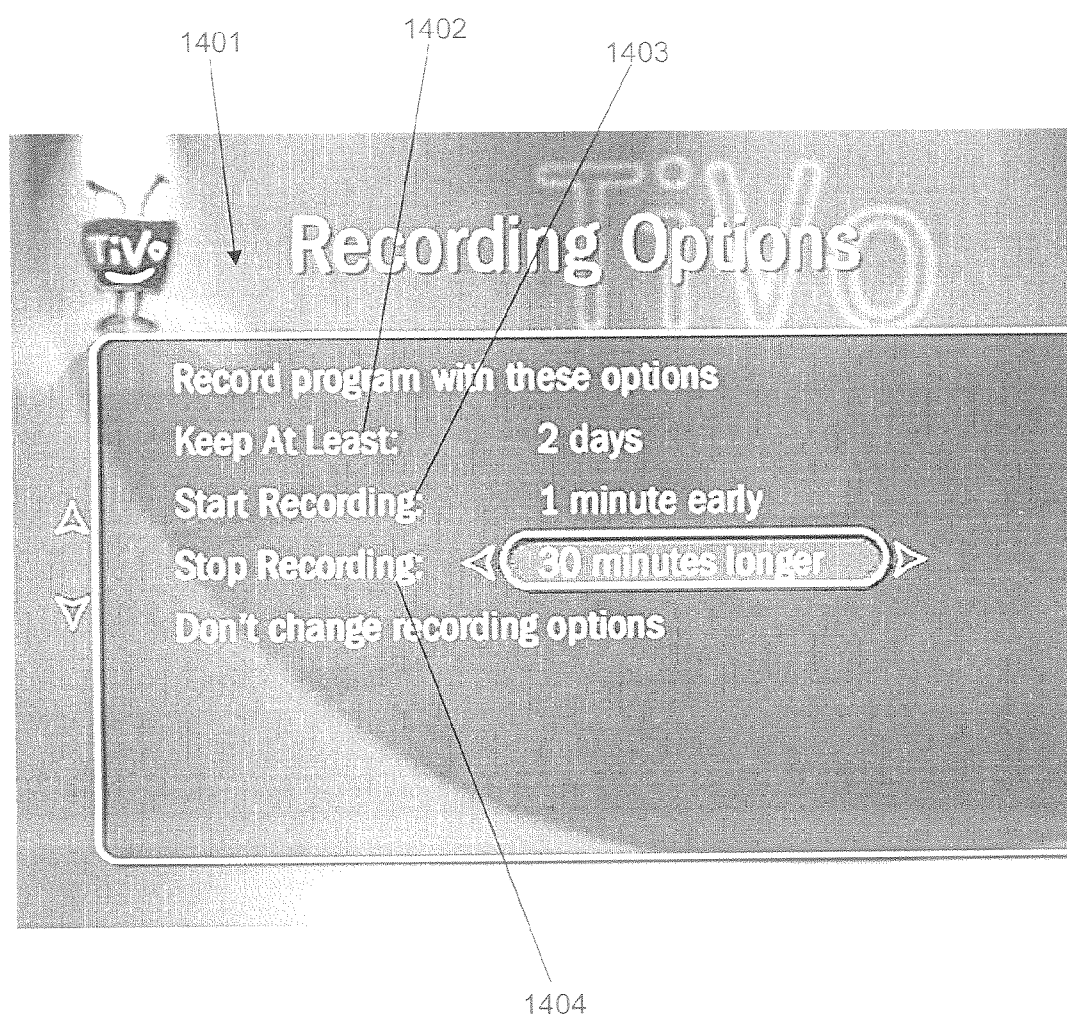 1401
1402
1403
TiVo
TiVo
Recording Options
Record program with these options
Keep At Least: 2 days
Start Recording: 1 minute early
Stop Recording: 30 minutes longer
Don't change recording options
1404